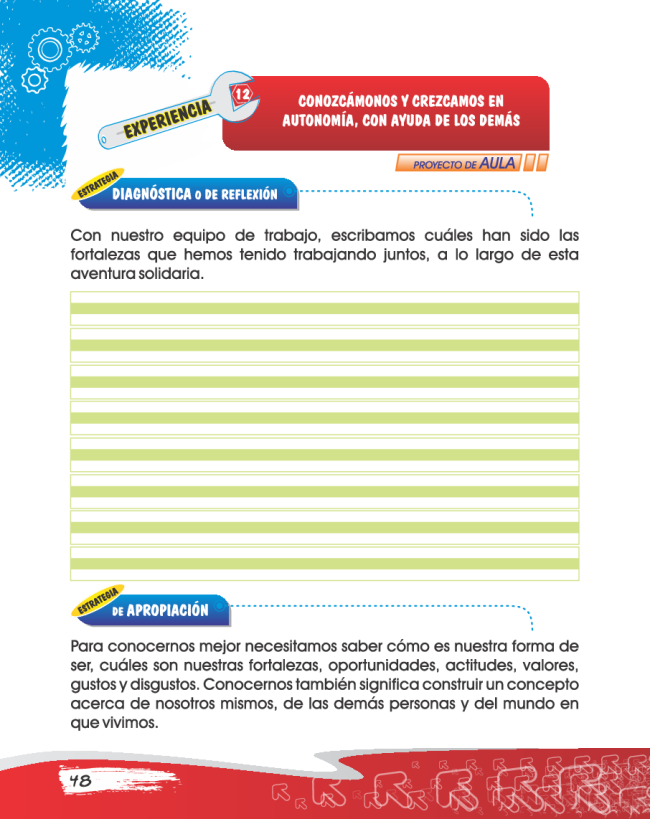 EXPERIENCIA 12
CONOZCÁMONOS Y CREZCAMOS EN
AUTONOMÍA, CON AYUDA DE LOS DEMÁS
PROYECTO DE AULA
ESTRATEGIA
DIAGNÓSTICA O DE REFLEXIÓN
Con nuestro equipo de trabajo, escribamos cuáles han sido las
fortalezas que hemos tenido trabajando juntos, a lo largo de esta
aventura solidaria.
ESTRATEGIA
DE APROPIACIÓN
Para conocernos mejor necesitamos saber cómo es nuestra forma de
ser, cuáles son nuestras fortalezas, oportunidades, actitudes, valores,
gustos y disgustos. Conocernos también significa construir un concepto
acerca de nosotros mismos, de las demás personas y del mundo en
que vivimos.
48